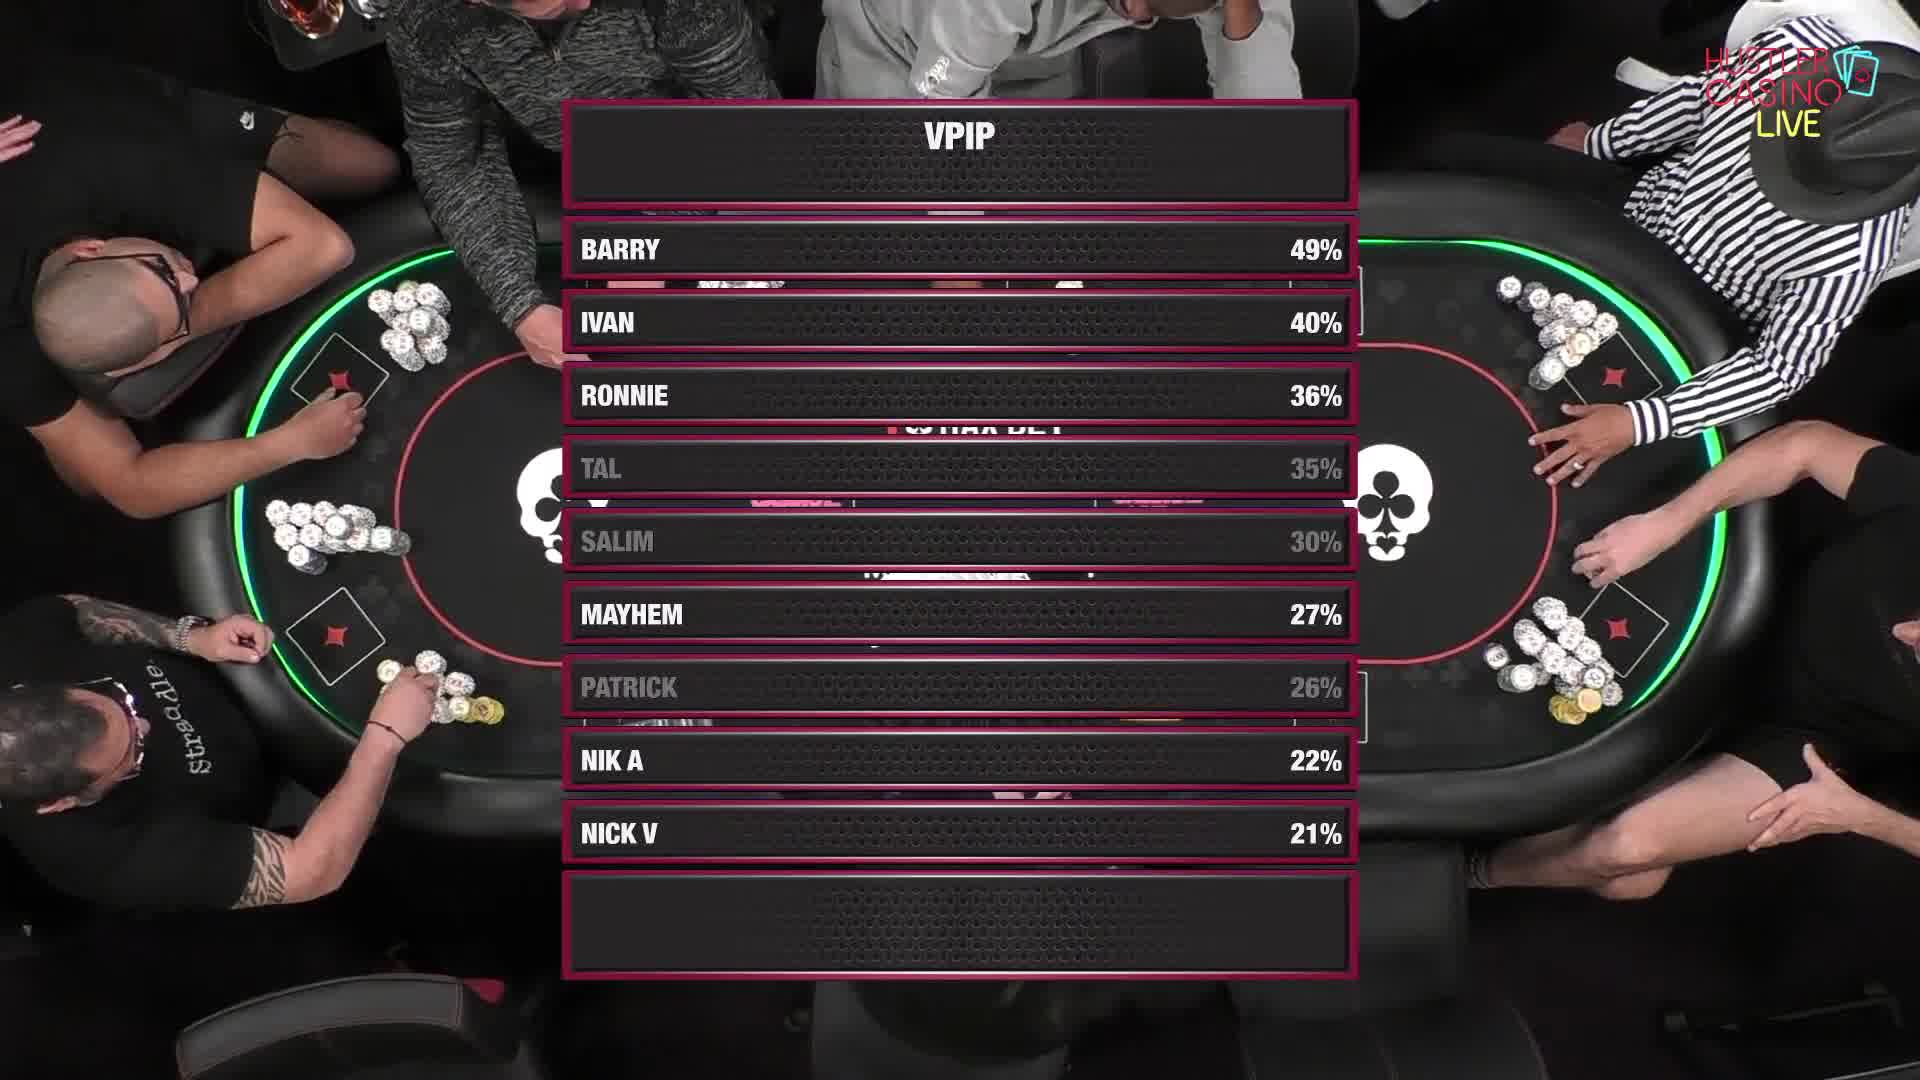 HUSTLER
CASINO
LIVE
VPIP
BARRY 49%
IVAN 40%
RONNIE 36%
TAL 35%
SALIM 30%
MAYHEM 27%
PATRICK 26%
NIK A 22%
NICK V 21%
Straddle.